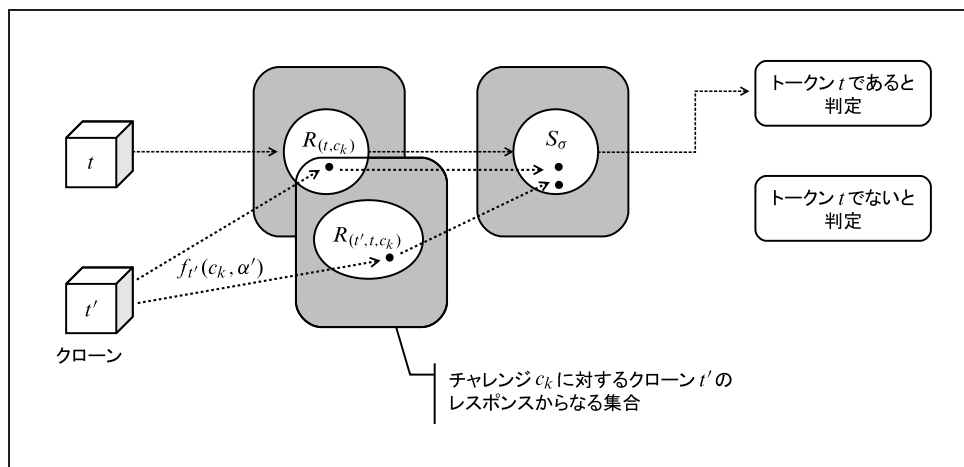 t
R(t,ck)
Sσ
トークン t であると
判定
トークン t でないと
判定
R(t′,t,ck)
ft′(ck, α′)
t′
クローン
チャレンジ ck に対するクローン t′ の
レスポンスからなる集合